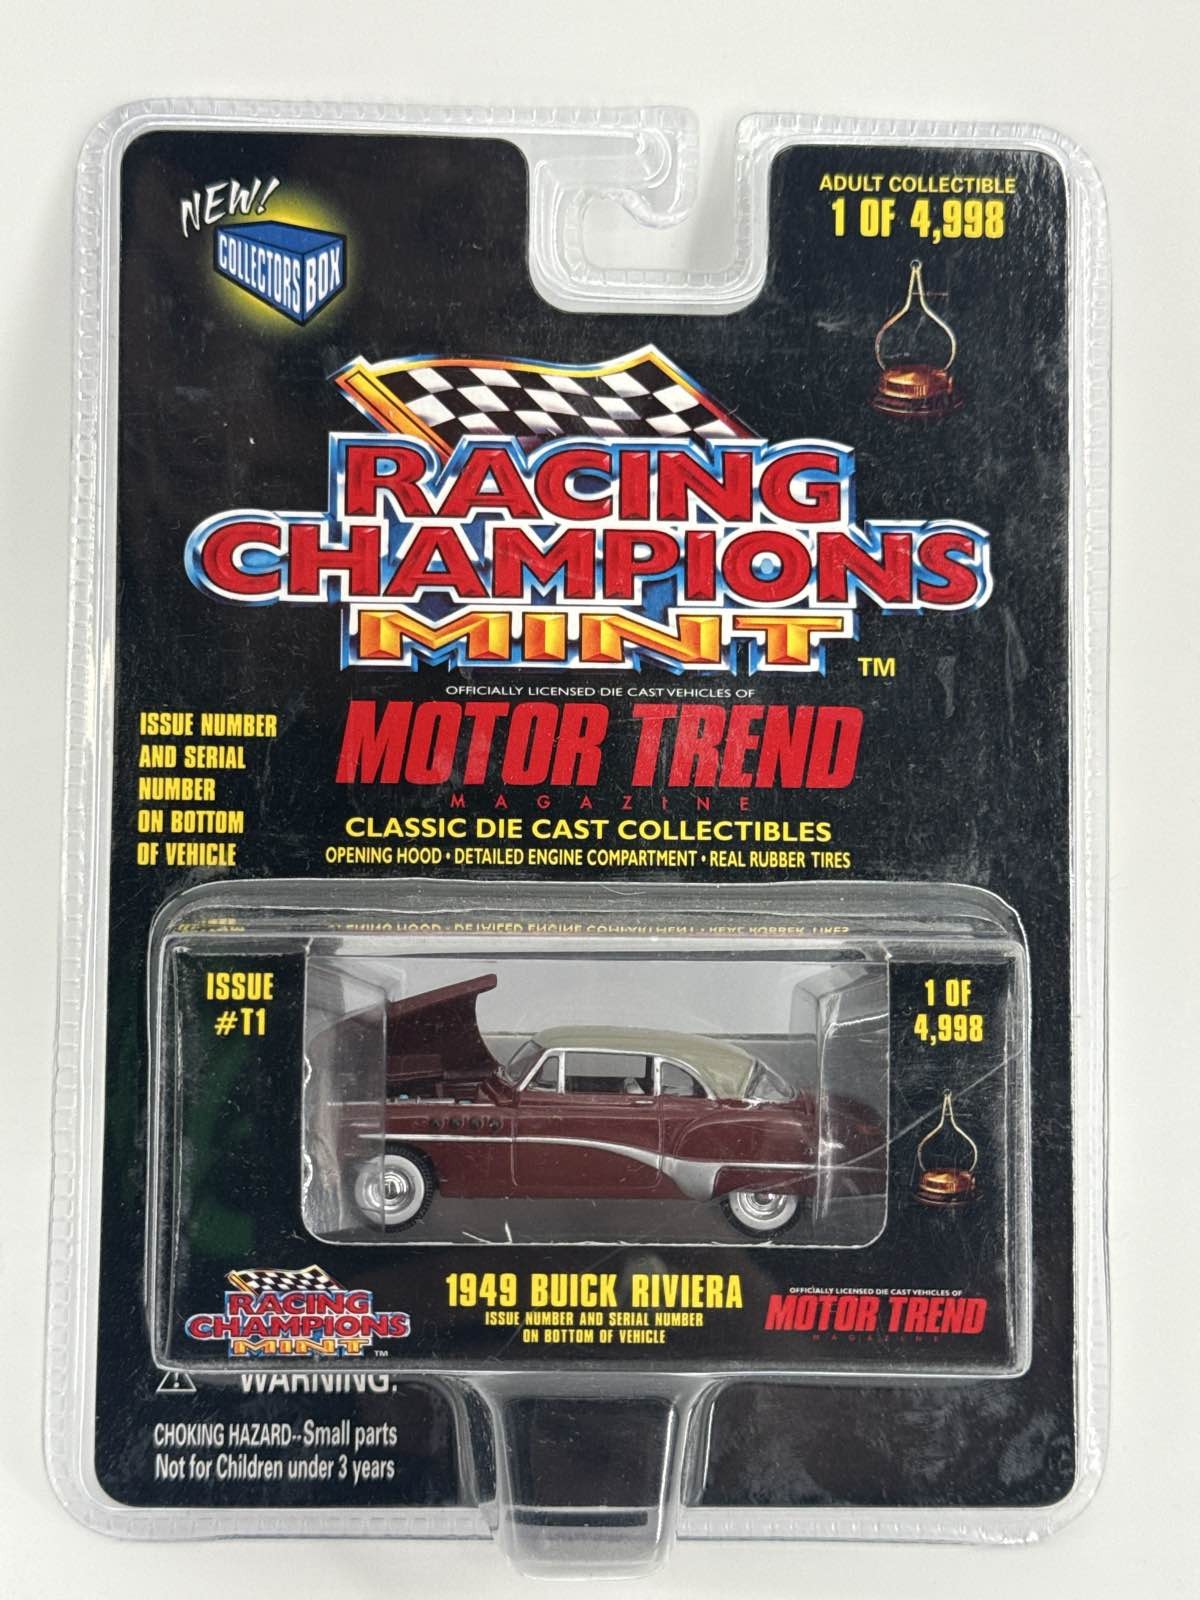 NEW!
COLLECTORS BOX
ADULT COLLECTIBLE
1 OF 4,998
RACING
CHAMPIONS
MINT TM
OFFICIALLY LICENSED DIE CAST VEHICLES OF
MOTOR TREND
MAGAZINE
CLASSIC DIE CAST COLLECTIBLES
OPENING HOOD • DETAILED ENGINE COMPARTMENT • REAL RUBBER TIRES
ISSUE NUMBER
AND SERIAL
NUMBER
ON BOTTOM
OF VEHICLE
ISSUE
#T1
1 OF
4,998
RACING
CHAMPIONS
MINT TM
1949 BUICK RIVIERA
ISSUE NUMBER AND SERIAL NUMBER
ON BOTTOM OF VEHICLE
OFFICIALLY LICENSED DIE CAST VEHICLES OF
MOTOR TREND
MAGAZINE
WARNING:
CHOKING HAZARD--Small parts
Not for Children under 3 years